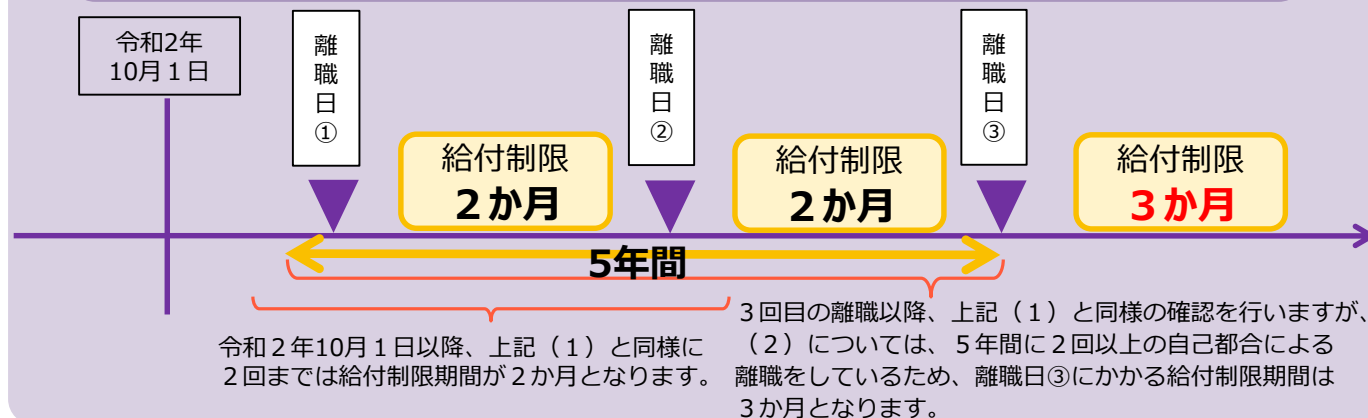 令和2年
10月１日
離職日①
離職日②
離職日③
給付制限
２か月
給付制限
２か月
給付制限
３か月
5年間
令和２年10月１日以降、上記（１）と同様に
２回までは給付制限期間が２か月となります。
３回目の離職以降、上記（１）と同様の確認を行いますが、
（２）については、５年間に２回以上の自己都合による
離職をしているため、離職日③にかかる給付制限期間は
３か月となります。